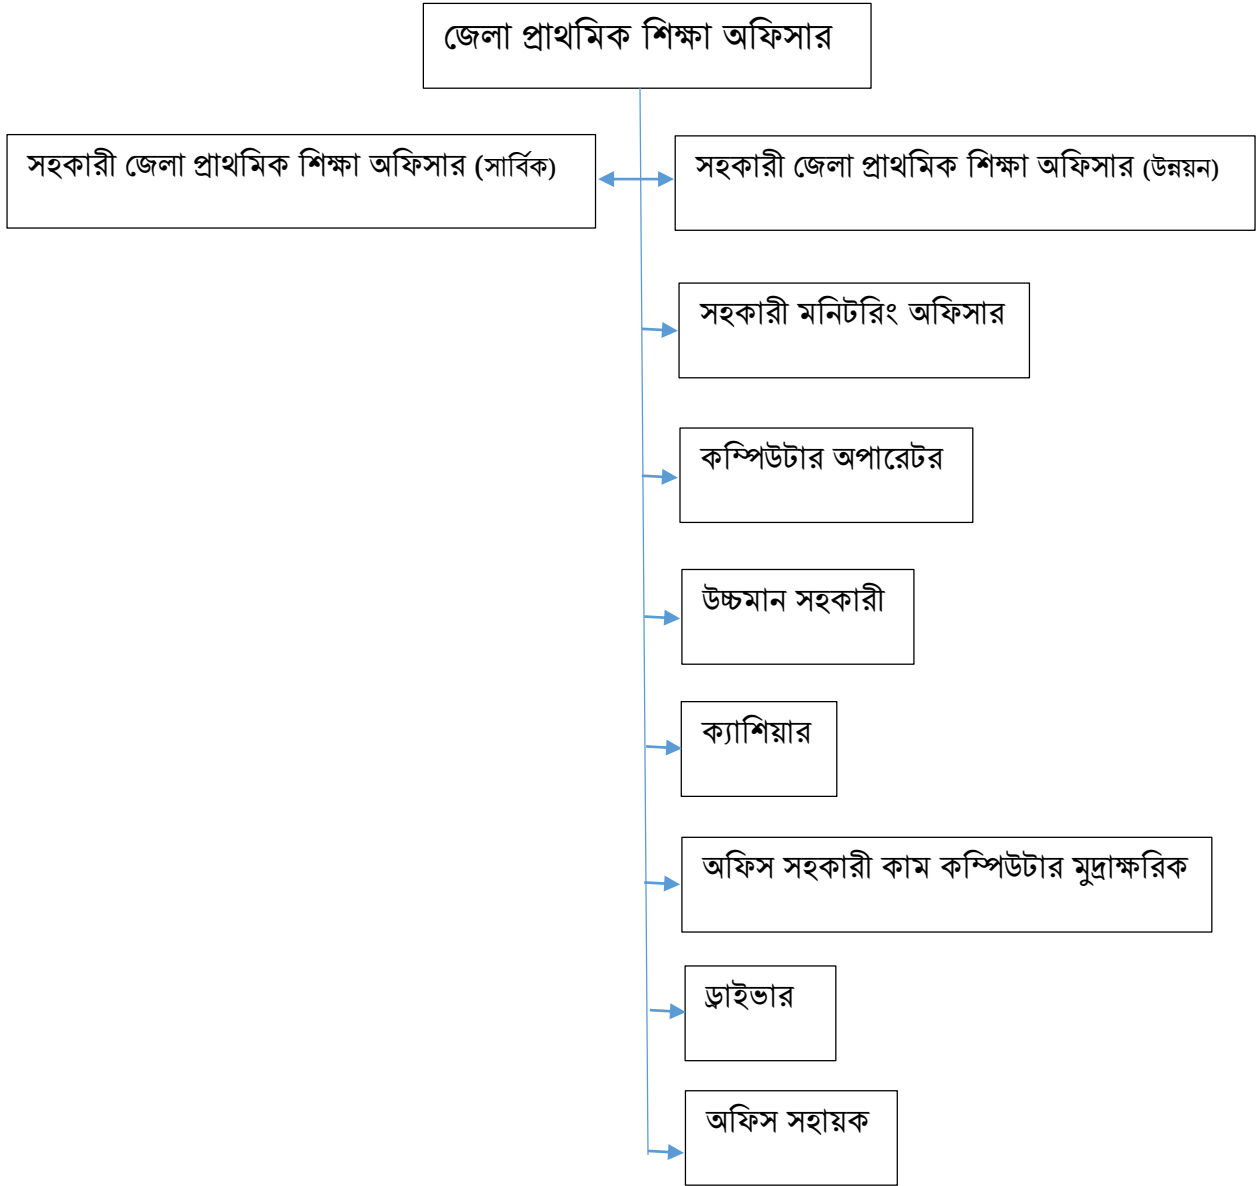 জেলা প্রাথমিক শিক্ষা অফিসার
সহকারী জেলা প্রাথমিক শিক্ষা অফিসার (সার্বিক)
সহকারী জেলা প্রাথমিক শিক্ষা অফিসার (উন্নয়ন)
সহকারী মনিটরিং অফিসার
কম্পিউটার অপারেটর
উচ্চমান সহকারী
ক্যাশিয়ার
অফিস সহকারী কাম কম্পিউটার মুদ্রাক্ষরিক
ড্রাইভার
অফিস সহায়ক